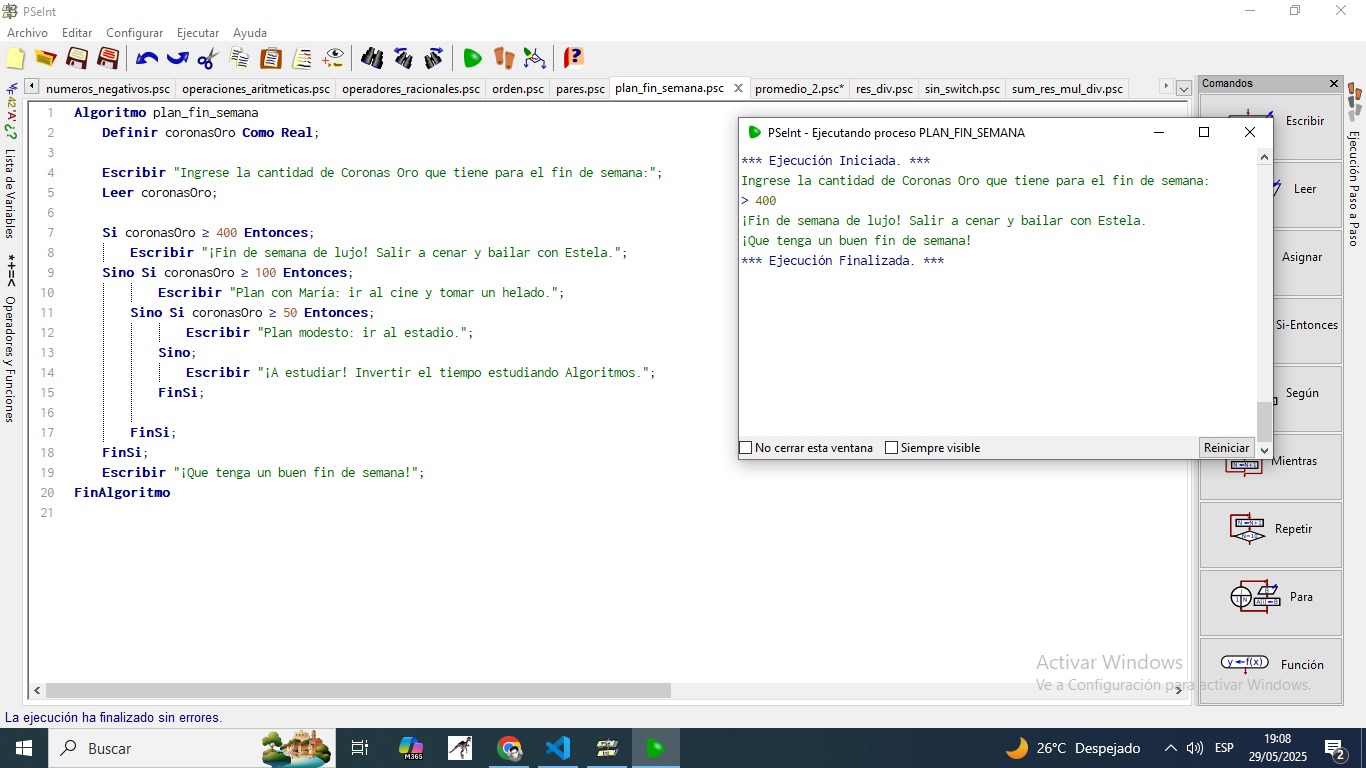 PSeInt
Archivo Editar Configurar Ejecutar Ayuda
numeros_negativos.psc operaciones_aritmeticas.psc operadores_racionales.psc orden.psc pares.psc plan_fin_semana.psc promedio_2.psc* res_div.psc sin_switch.psc sum_res_mul_div.psc
Lista de Variables
*+=< Operadores y Funciones
1 Algoritmo plan_fin_semana
2 Definir coronasOro Como Real;
3
4 Escribir "Ingrese la cantidad de Coronas Oro que tiene para el fin de semana:";
5 Leer coronasOro;
6
7 Si coronasOro ≥ 400 Entonces;
8 Escribir "¡Fin de semana de lujo! Salir a cenar y bailar con Estela.";
9 Sino Si coronasOro ≥ 100 Entonces;
10 Escribir "Plan con María: ir al cine y tomar un helado.";
11 Sino Si coronasOro ≥ 50 Entonces;
12 Escribir "Plan modesto: ir al estadio.";
13 Sino;
14 Escribir "¡A estudiar! Invertir el tiempo estudiando Algoritmos.";
15 FinSi;
16
17 FinSi;
18 FinSi;
19 Escribir "¡Que tenga un buen fin de semana!";
20 FinAlgoritmo
21
PSeInt - Ejecutando proceso PLAN_FIN_SEMANA
*** Ejecución Iniciada. ***
Ingrese la cantidad de Coronas Oro que tiene para el fin de semana:
> 400
¡Fin de semana de lujo! Salir a cenar y bailar con Estela.
¡Que tenga un buen fin de semana!
*** Ejecución Finalizada. ***
No cerrar esta ventana Siempre visible Reiniciar
Comandos
Escribir
Leer
Asignar
Si-Entonces
Según
Mientras
Repetir
Para
Función
y←f(x)
Ejecución Paso a Paso
Activar Windows
Ve a Configuración para activar Windows.
La ejecución ha finalizado sin errores.
Buscar
M365
26°C Despejado
ESP
19:08
29/05/2025
2